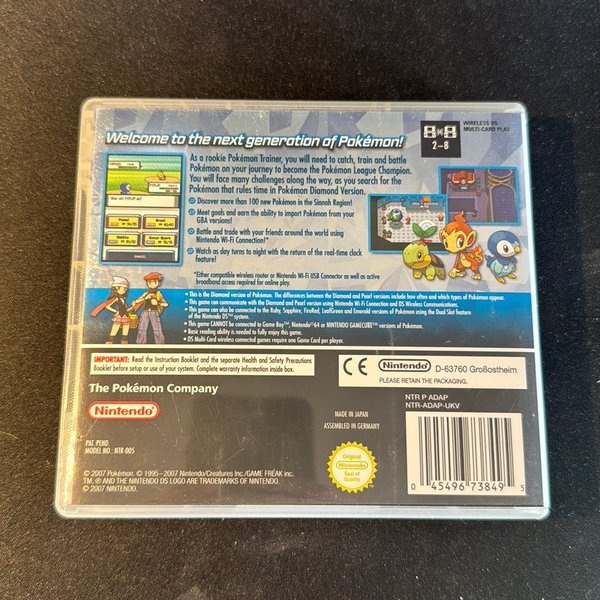 WIRELESS DS
MULTI-CARD PLAY
2-8
Welcome to the next generation of Pokémon!
As a rookie Pokémon Trainer, you will need to catch, train and battle
Pokémon on your journey to become the Pokémon League Champion.
You will face many challenges along the way, as you search for the
Pokémon that rules time in Pokémon Diamond Version.
Discover more than 100 new Pokémon in the Sinnoh Region!
Meet goals and earn the ability to import Pokémon from your
GBA versions!
Battle and trade with your friends around the world using
Nintendo Wi-Fi Connection!*
Watch as day turns to night with the return of the real-time clock
feature!
*Either compatible wireless router or Nintendo Wi-Fi USB Connector as well as active
broadband access required for online play.
• This is the Diamond version of Pokémon. The differences between the Diamond and Pearl versions include how often and which types of Pokémon appear.
• This game can communicate with the Diamond and Pearl version using Nintendo Wi-Fi Connection and DS Wireless Communications.
• This game can also be connected to the Ruby, Sapphire, FireRed, LeafGreen and Emerald versions of Pokémon using the Dual Slot feature
of the Nintendo DS™ system.
• This game CANNOT be connected to Game Boy™, Nintendo®64 or NINTENDO GAMECUBE™ versions of Pokémon.
• Basic reading ability is needed to fully enjoy this game.
• DS Multi-Card wireless connected games require one Game Card per player.
IMPORTANT: Read the Instruction Booklet and the separate Health and Safety Precautions
Booklet before setup or use of your system. Complete warranty information inside box.
CE Nintendo® D-63760 Großostheim
PLEASE RETAIN THE PACKAGING.
The Pokémon Company
Nintendo®
NTR P ADAP
NTR-ADAP-UKV
MADE IN JAPAN
ASSEMBLED IN GERMANY
PAT. PEND.
MODEL NO.: NTR-005
Original
Nintendo
Seal of
Quality
© 2007 Pokémon. © 1995–2007 Nintendo/Creatures Inc./GAME FREAK inc.
™, ® AND THE NINTENDO DS LOGO ARE TRADEMARKS OF NINTENDO.
© 2007 NINTENDO.
0 45496 73849 5